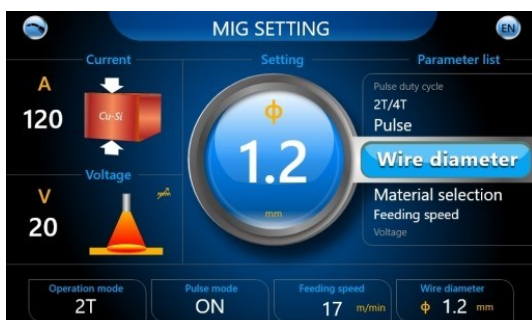 MIG SETTING
EN
Current
A
120
Cu-Si
Voltage
V
20
Setting
ϕ
1.2
mm
Parameter list
Pulse duty cycle
2T/4T
Pulse
Wire diameter
Material selection
Feeding speed
Voltage
Operation mode
2T
Pulse mode
ON
Feeding speed
17 m/min
Wire diameter
ϕ 1.2 mm